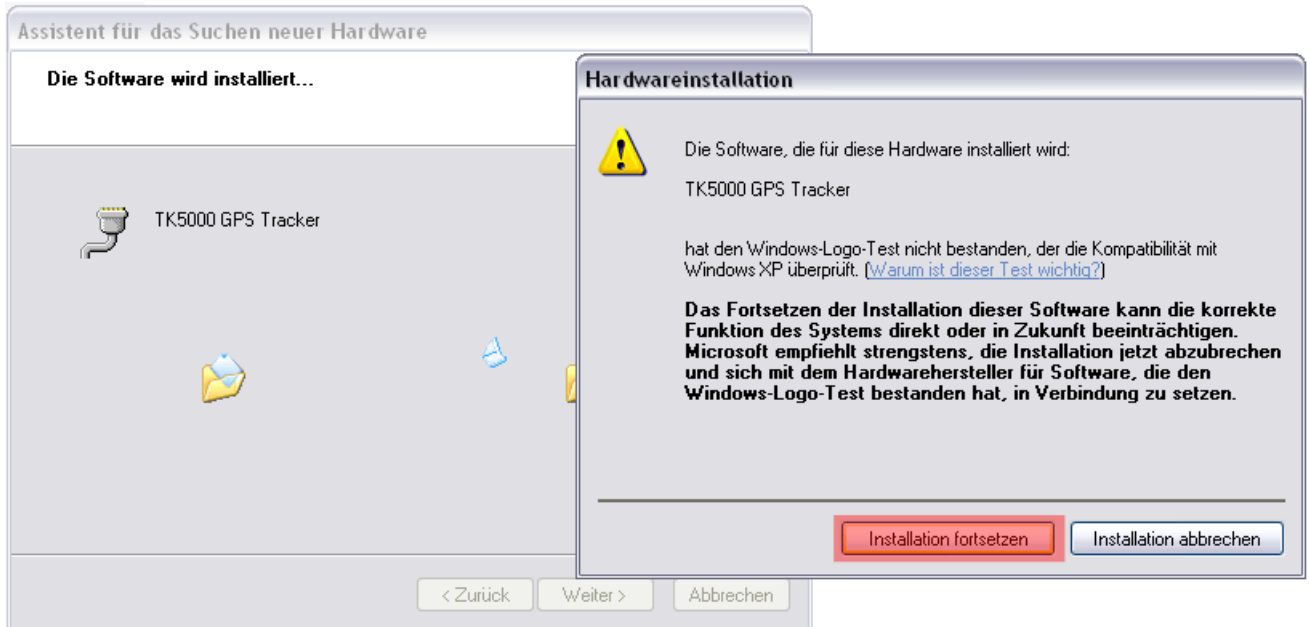 Assistent für das Suchen neuer Hardware
Die Software wird installiert...
TK5000 GPS Tracker
< Zurück
Weiter >
Abbrechen
Hardwareinstallation
Die Software, die für diese Hardware installiert wird:
TK5000 GPS Tracker
hat den Windows-Logo-Test nicht bestanden, der die Kompatibilität mit
Windows XP überprüft. (Warum ist dieser Test wichtig?)
Das Fortsetzen der Installation dieser Software kann die korrekte
Funktion des Systems direkt oder in Zukunft beeinträchtigen.
Microsoft empfiehlt strengstens, die Installation jetzt abzubrechen
und sich mit dem Hardwarehersteller für Software, die den
Windows-Logo-Test bestanden hat, in Verbindung zu setzen.
Installation fortsetzen
Installation abbrechen